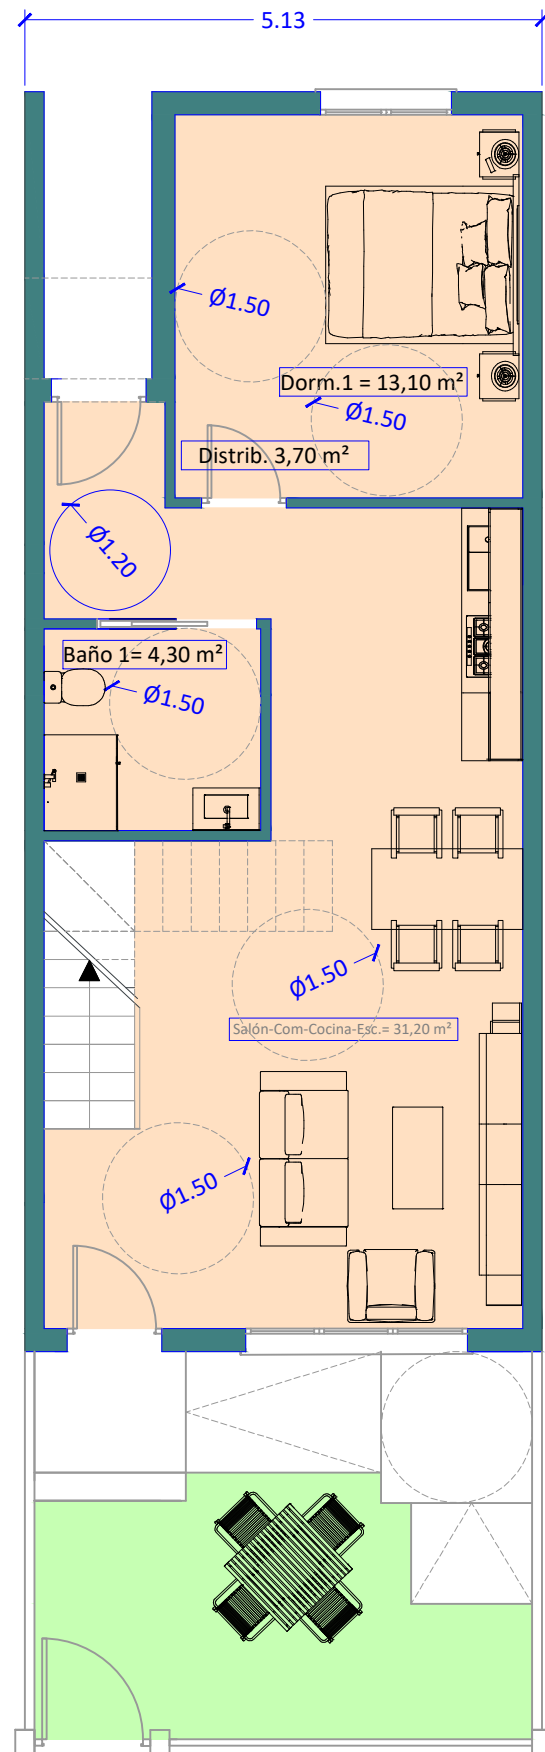 5.13
Ø1.50
Dorm.1 = 13,10 m²
Ø1.50
Distrib. 3,70 m²
Ø1.20
Baño 1= 4,30 m²
Ø1.50
Ø1.50
Salón-Com-Cocina-Esc.= 31,20 m²
Ø1.50